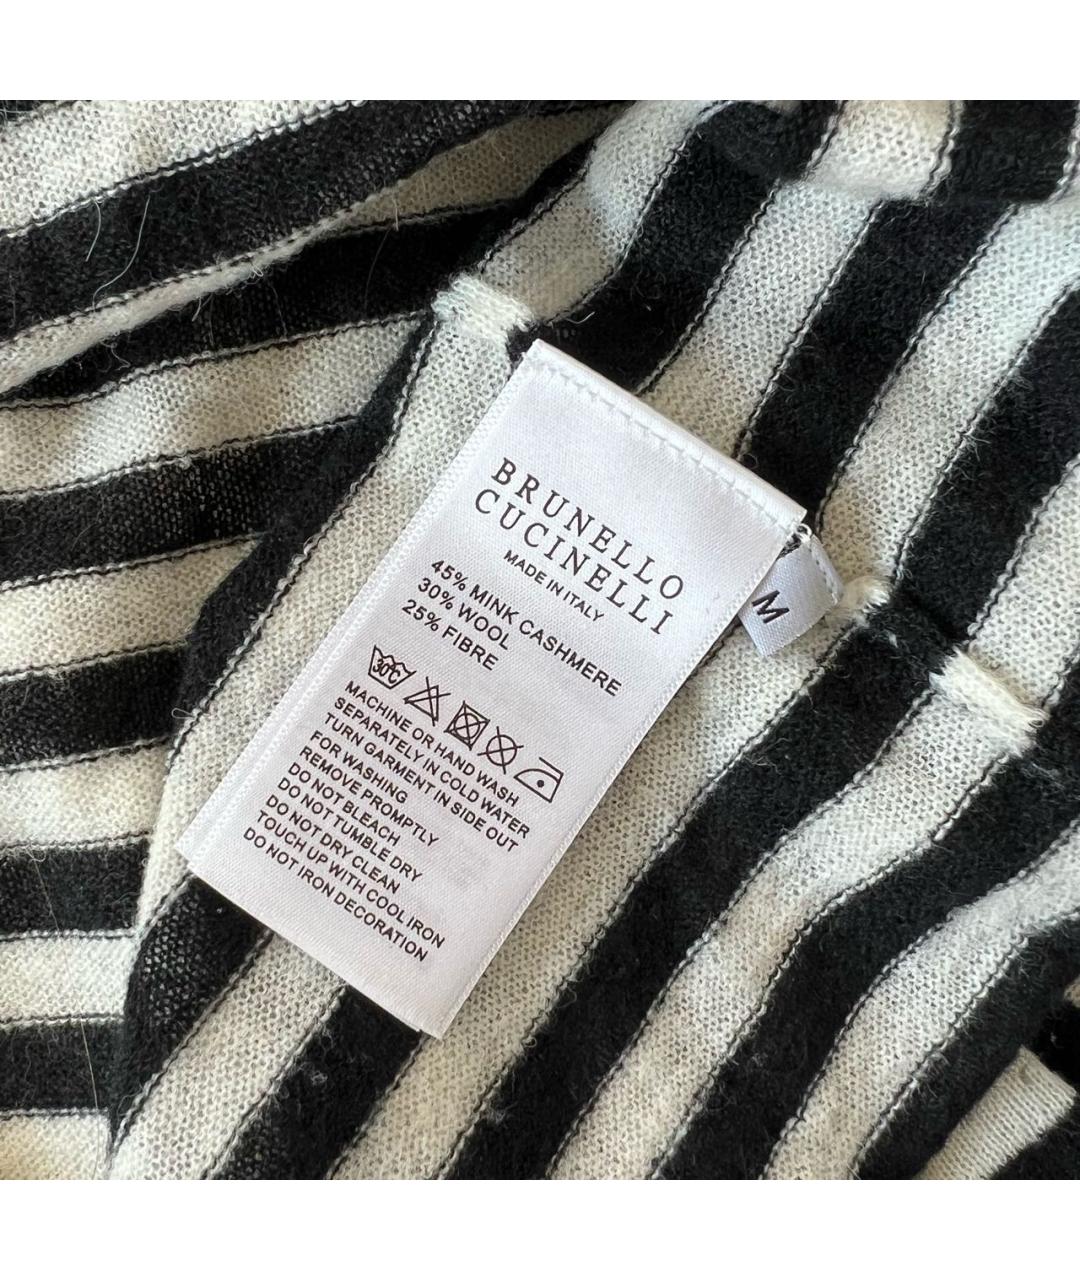 BRUNELLO
CUCINELLI
MADE IN ITALY
45% MINK CASHMERE
30% WOOL
25% FIBRE
30℃
MACHINE OR HAND WASH
SEPARATELY IN COLD WATER
TURN GARMENT IN SIDE OUT
FOR WASHING
REMOVE PROMPTLY
DO NOT BLEACH
DO NOT TUMBLE DRY
DO NOT DRY CLEAN
TOUCH UP WITH COOL IRON
DO NOT IRON DECORATION
M